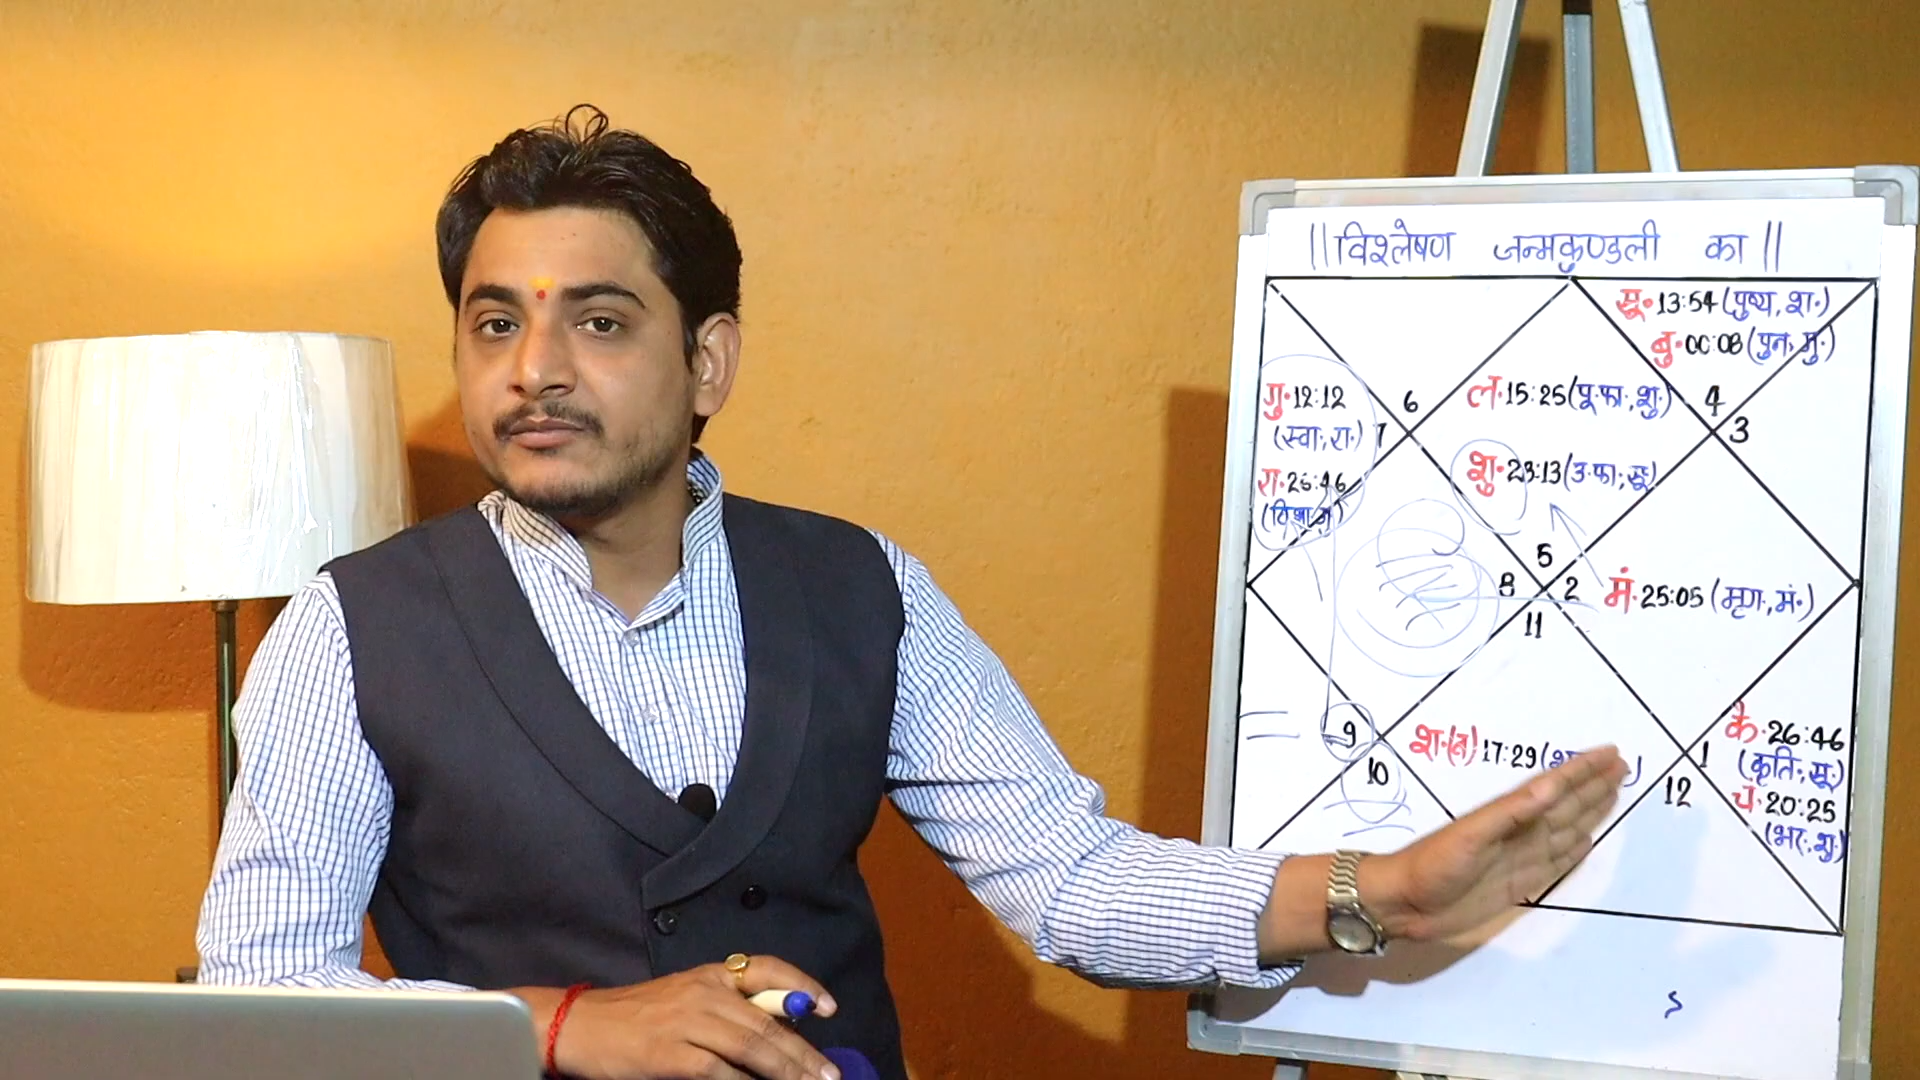 ||विश्लेषण जन्मकुण्डली का||
सू॰ 13:54 (पुष्य, श॰)
बु॰ 00:08 (पुन॰, गु॰)
गु॰ 12:12
(स्वा॰, रा॰)
रा॰ 26:46
(विशा॰ गु॰)
6
7
ल॰ 15:25 (पू.फा॰, शु॰)
शु॰ 23:13 (उ.फा॰, सू॰)
4
3
5
8
2
11
मं॰ 25:05 (मृग॰, मं॰)
9
10
श॰(व) 17:29
1
12
के॰ 26:46
(कृति॰, सू॰)
चं॰ 20:25
(भर॰, शु॰)